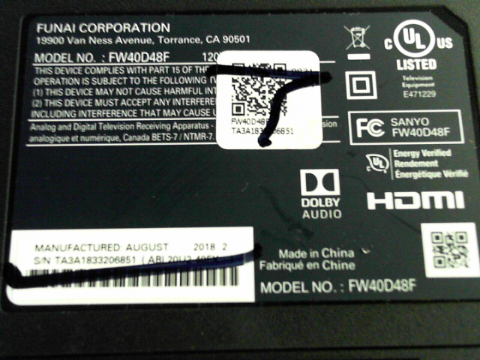 FUNAI CORPORATION
19900 Van Ness Avenue, Torrance, CA 90501
MODEL NO. : FW40D48F 120
THIS DEVICE COMPLIES WITH PART 15 OF THE
SUBJECT TO THE FOLLOWING
(1) THIS DEVICE MAY NOT CAUSE HARMFUL
(2) THIS DEVICE MUST ACCEPT ANY INTERFERENCE
INCLUDING INTERFERENCE THAT MAY CAUSE
Analog and Digital Television Receiving Apparatus
analogique et numérique, Canada BETS-7 / NTMR-7
FW40D48
TA3A1833206851
C UL US
LISTED
Television
Equipment
E471229
FC SANYO
FW40D48F
Energy Verified
Rendement
Énergétique Vérifié
DOLBY
AUDIO
HDMI
MANUFACTURED AUGUST 2018 2
S/N TA3A1833206851
Made in China
Fabriqué en Chine
MODEL NO. : FW40D48F